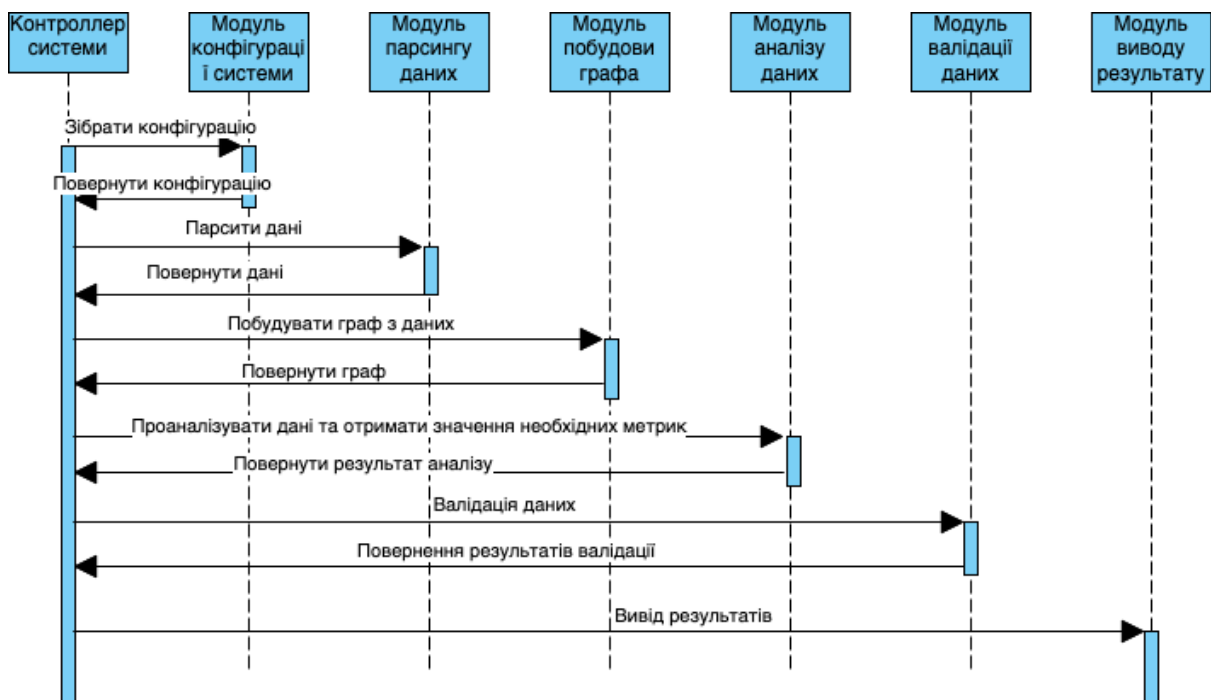 Контроллер
системи
Модуль
конфігураці
ї системи
Модуль
парсингу
даних
Модуль
побудови
графа
Модуль
аналізу
даних
Модуль
валідації
даних
Модуль
виводу
результату
Зібрати конфігурацію
Повернути конфігурацію
Парсити дані
Повернути дані
Побудувати граф з даних
Повернути граф
Проаналізувати дані та отримати значення необхідних метрик
Повернути результат аналізу
Валідація даних
Повернення результатів валідації
Вивід результатів